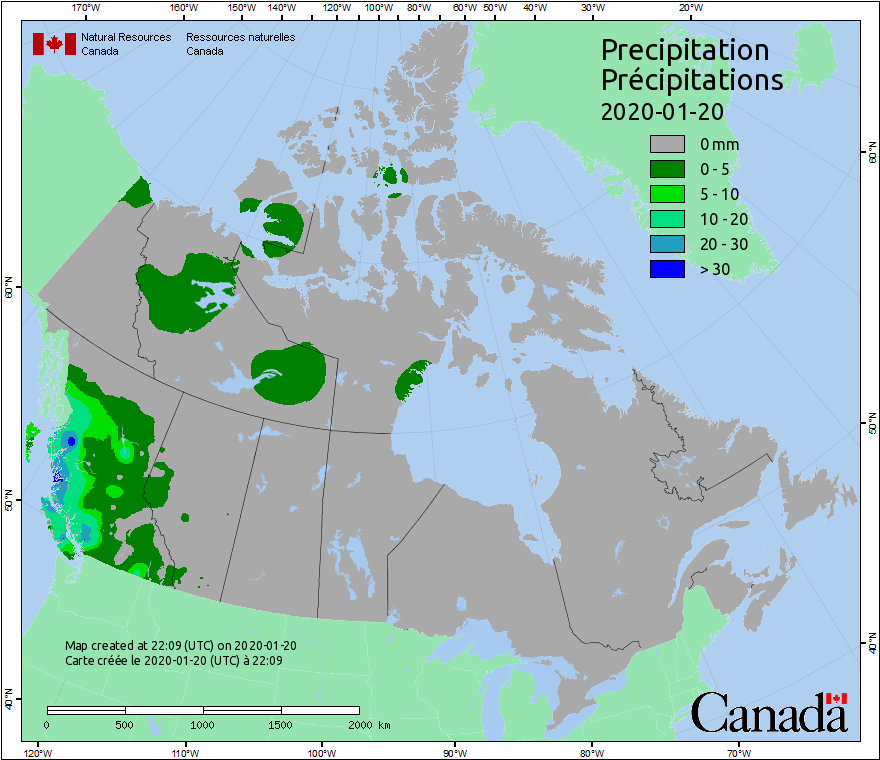 170°W 160°W 150°W 140°W 120°W 100°W 80°W 60°W 50°W 40°W 30°W 20°W
Natural Resources Ressources naturelles
Canada Canada
Precipitation
Précipitations
2020-01-20
0 mm
0 - 5
5 - 10
10 - 20
20 - 30
> 30
60°N
60°N
50°N
50°N
40°N
40°N
Map created at 22:09 (UTC) on 2020-01-20
Carte créée le 2020-01-20 (UTC) à 22:09
0 500 1000 1500 2000 km
Canada
120°W 110°W 100°W 90°W 80°W 70°W